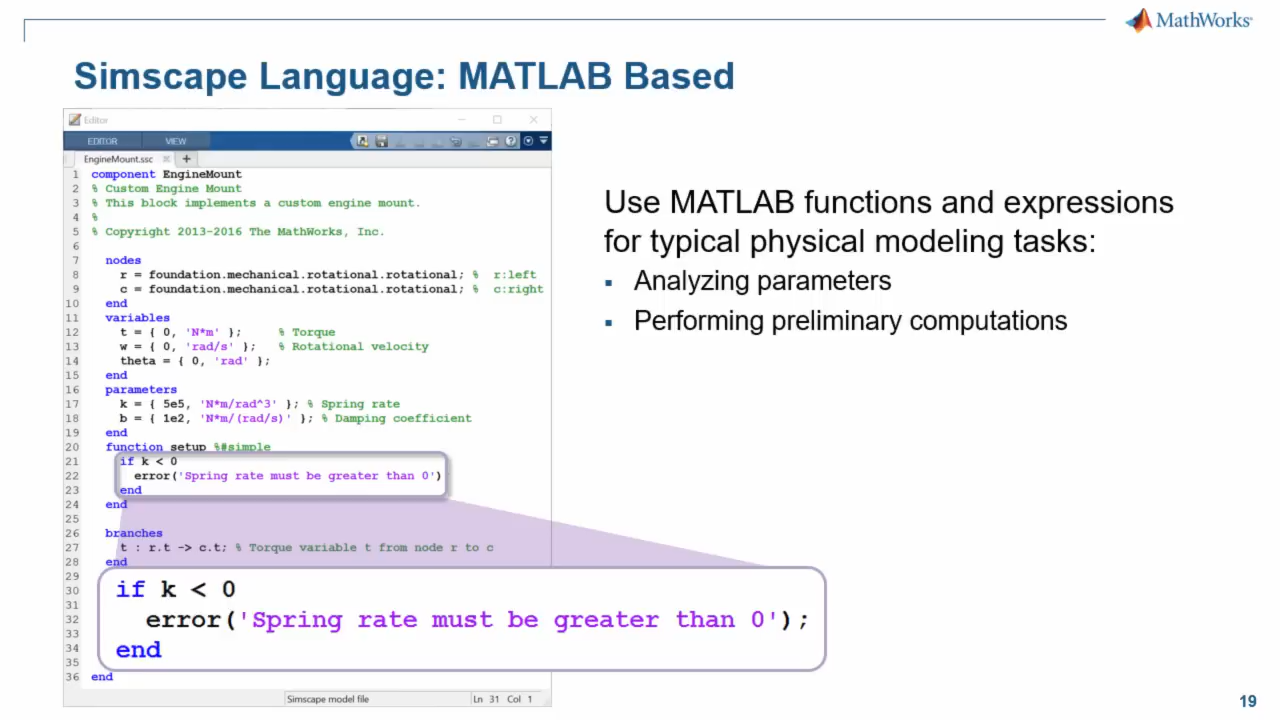 MathWorks®
Simscape Language: MATLAB Based
Editor
EDITOR VIEW
EngineMount.ssc
1 component EngineMount
2 % Custom Engine Mount
3 % This block implements a custom engine mount.
4 %
5 % Copyright 2013-2016 The MathWorks, Inc.
6
7 nodes
8 r = foundation.mechanical.rotational.rotational; % r:left
9 c = foundation.mechanical.rotational.rotational; % c:right
10 end
11 variables
12 t = { 0, 'N*m' }; % Torque
13 w = { 0, 'rad/s' }; % Rotational velocity
14 theta = { 0, 'rad' };
15 end
16 parameters
17 k = { 5e5, 'N*m/rad^3' }; % Spring rate
18 b = { 1e2, 'N*m/(rad/s)' }; % Damping coefficient
19 end
20 function setup %#simple
21 if k < 0
22 error('Spring rate must be greater than 0')
23 end
24 end
25
26 branches
27 t : r.t -> c.t; % Torque variable t from node r to c
28 end
29
30
31
32
33
34
35
36 end
if k < 0
error('Spring rate must be greater than 0');
end
Simscape model file Ln 31 Col 1
Use MATLAB functions and expressions
for typical physical modeling tasks:
▪ Analyzing parameters
▪ Performing preliminary computations
19